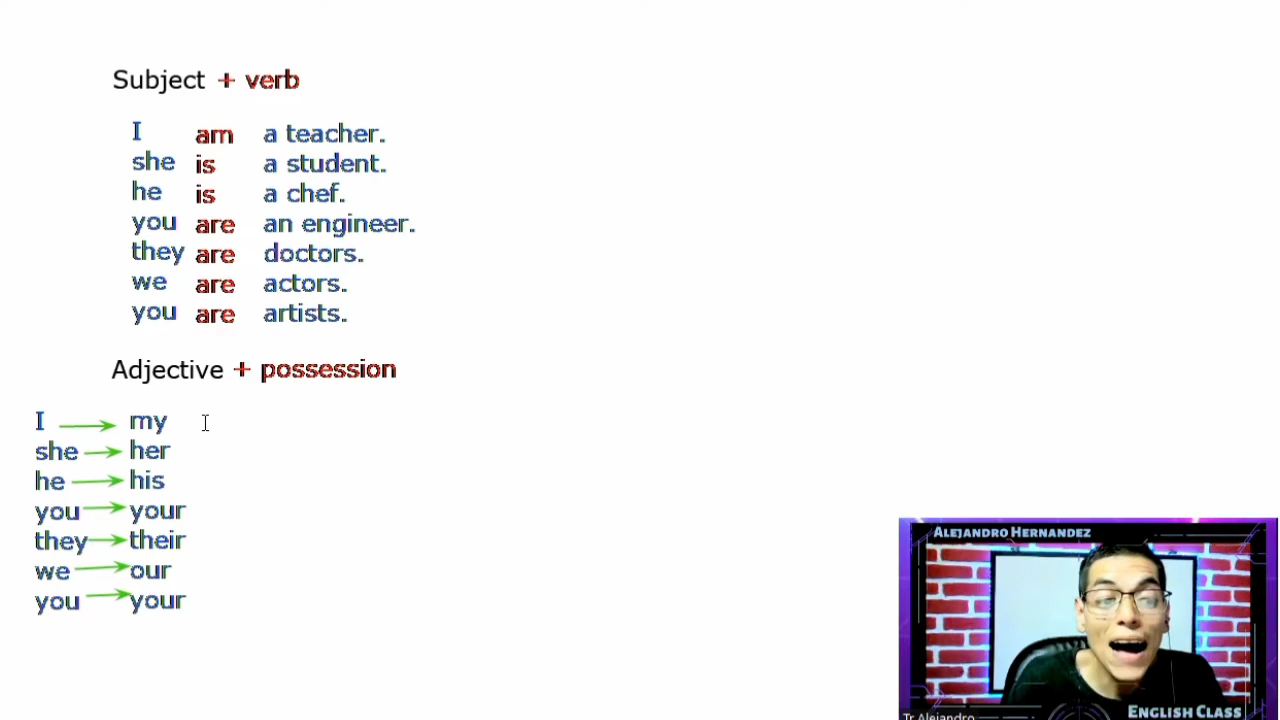 Subject + verb
I am a teacher.
she is a student.
he is a chef.
you are an engineer.
they are doctors.
we are actors.
you are artists.
Adjective + possession
I my
she her
he his
you your
they their
we our
you your
ALEJANDRO HERNANDEZ
Tr Alejandro
ENGLISH CLASS